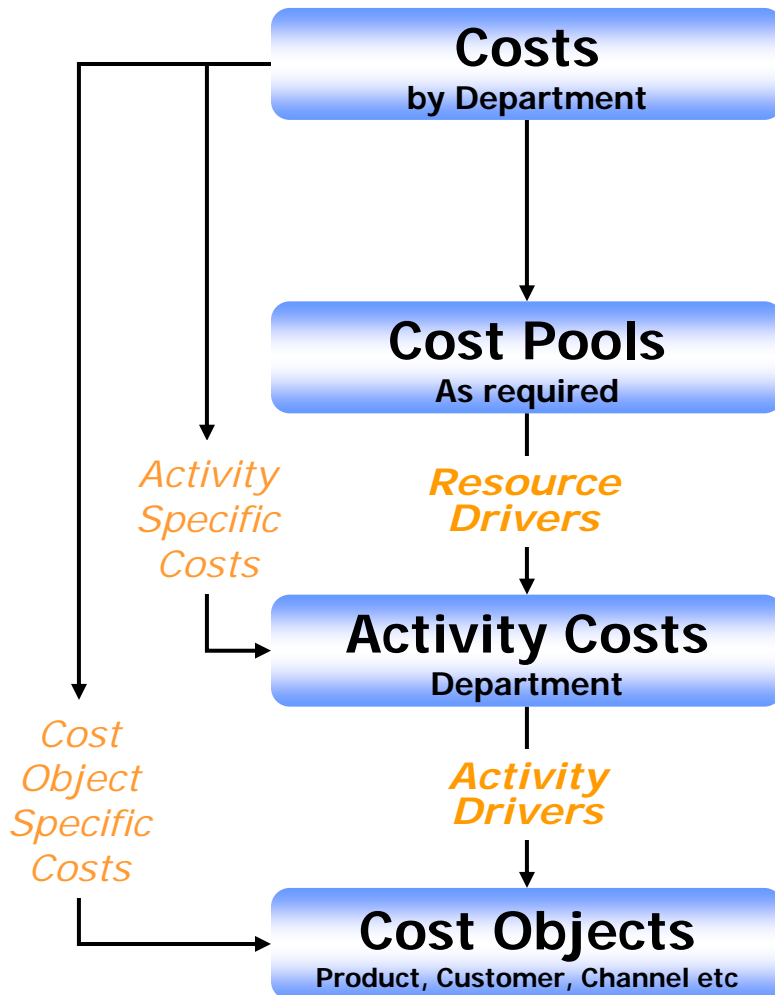 Costs
by Department
Cost Pools
As required
Activity
Specific
Costs
Resource
Drivers
Activity Costs
Department
Cost
Object
Specific
Costs
Activity
Drivers
Cost Objects
Product, Customer, Channel etc